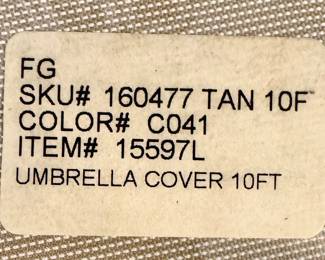 FG
SKU# 160477 TAN 10F
COLOR# C041
ITEM# 15597L
UMBRELLA COVER 10FT